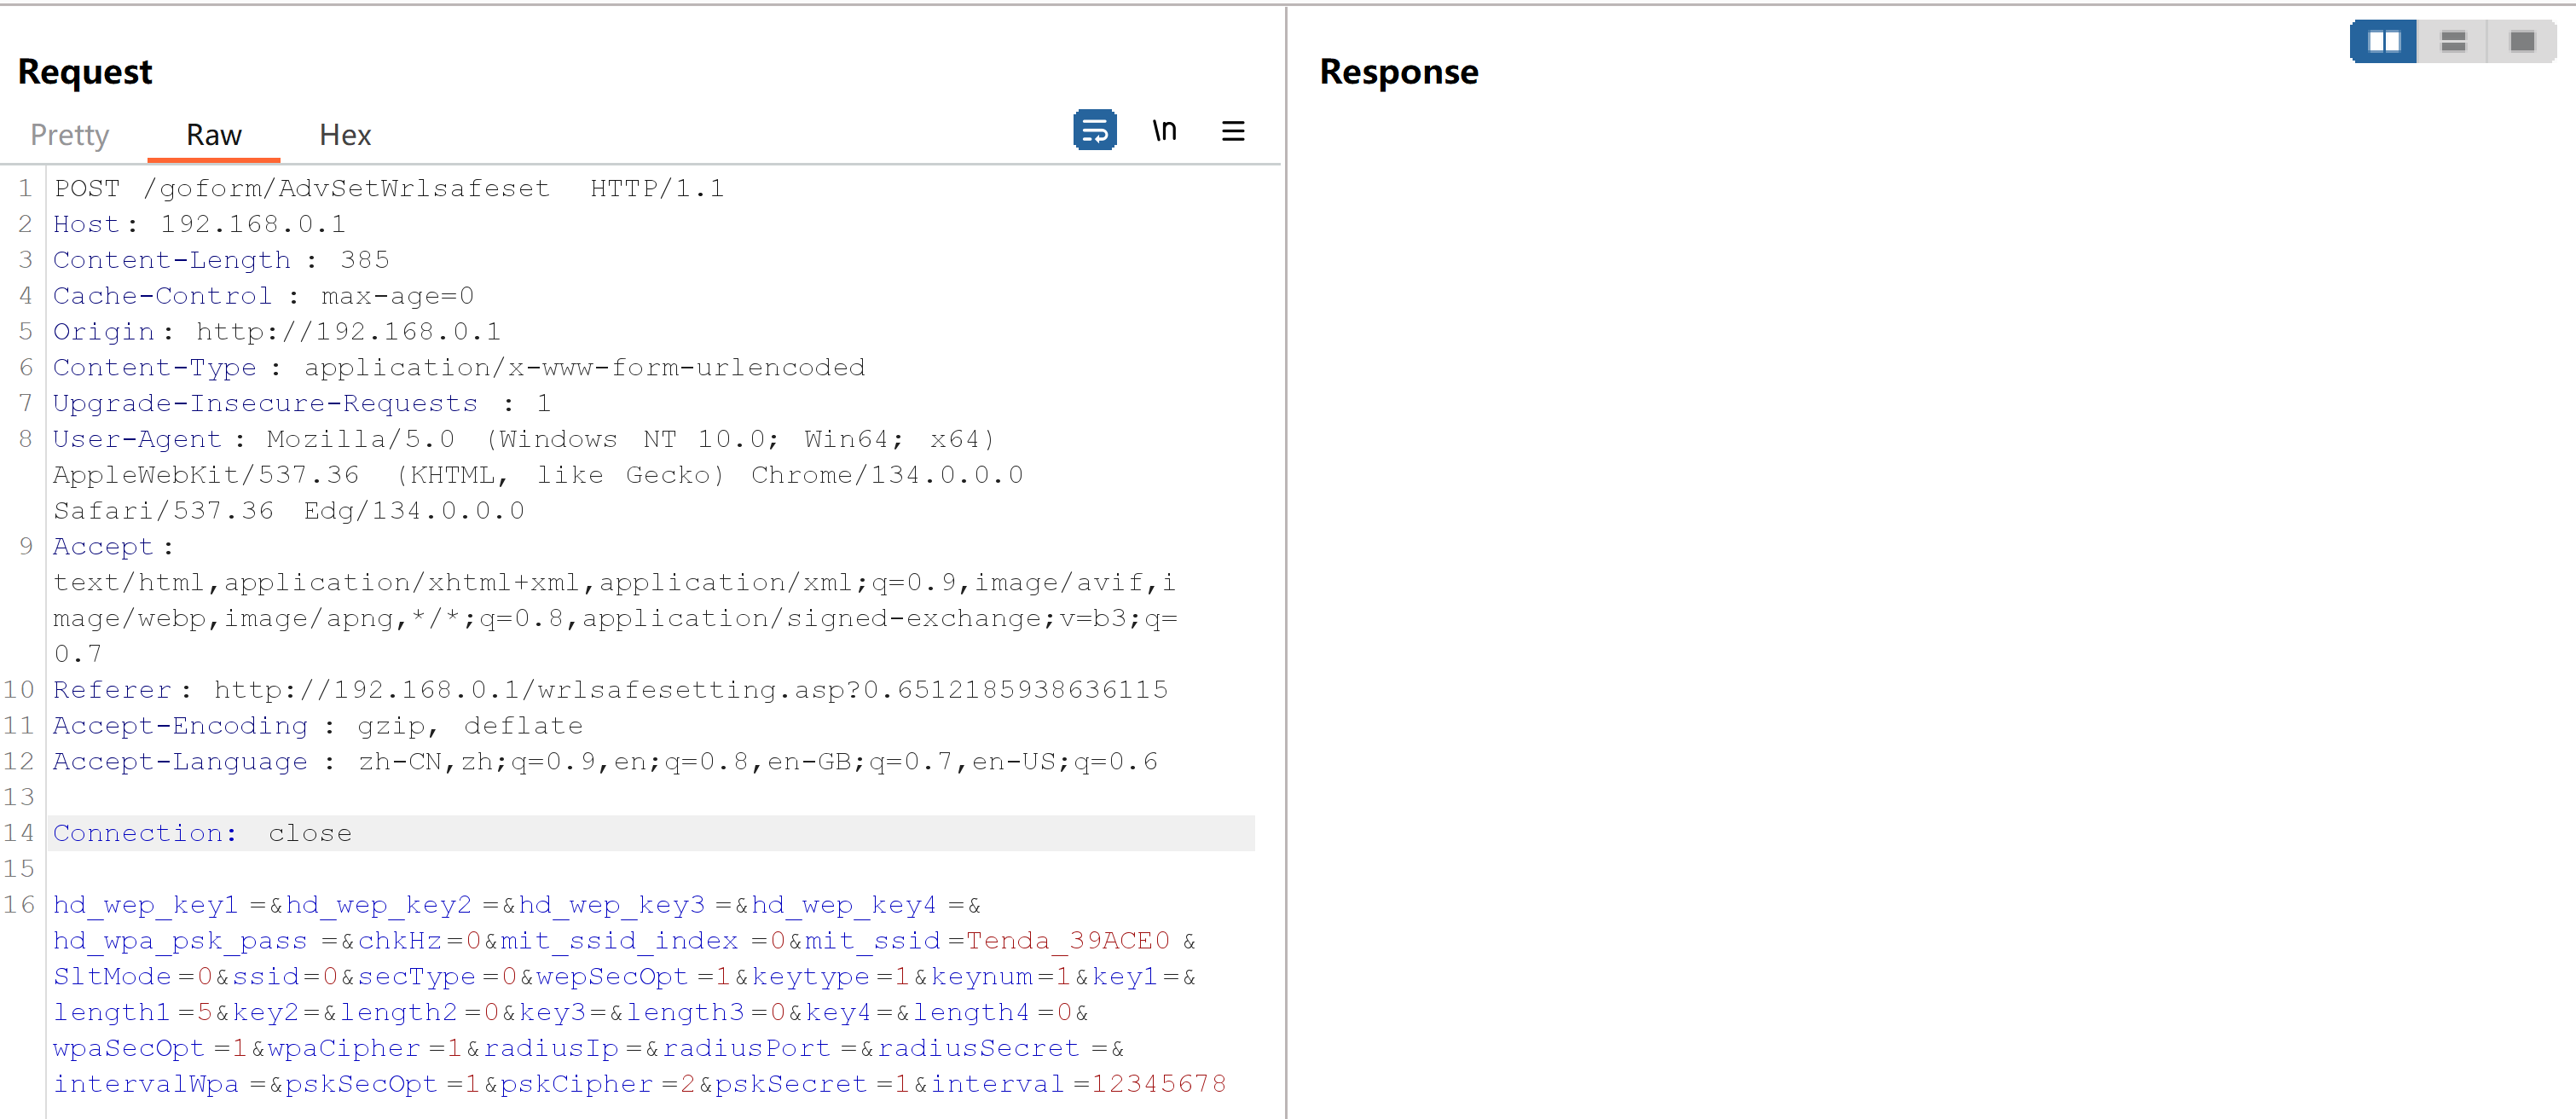 Request
Response
Pretty Raw Hex \n
1 POST /goform/AdvSetWrlsafeset HTTP/1.1
2 Host: 192.168.0.1
3 Content-Length : 385
4 Cache-Control : max-age=0
5 Origin: http://192.168.0.1
6 Content-Type : application/x-www-form-urlencoded
7 Upgrade-Insecure-Requests : 1
8 User-Agent : Mozilla/5.0 (Windows NT 10.0; Win64; x64)
AppleWebKit/537.36 (KHTML, like Gecko) Chrome/134.0.0.0
Safari/537.36 Edg/134.0.0.0
9 Accept :
text/html,application/xhtml+xml,application/xml;q=0.9,image/avif,i
mage/webp,image/apng,*/*;q=0.8,application/signed-exchange;v=b3;q=
0.7
10 Referer : http://192.168.0.1/wrlsafesetting.asp?0.6512185938636115
11 Accept-Encoding : gzip, deflate
12 Accept-Language : zh-CN,zh;q=0.9,en;q=0.8,en-GB;q=0.7,en-US;q=0.6
13
14 Connection: close
15
16 hd_wep_key1 =&hd_wep_key2 =&hd_wep_key3 =&hd_wep_key4 =&
hd_wpa_psk_pass =&chkHz=0&mit_ssid_index =0&mit_ssid =Tenda_39ACE0 &
SltMode =0&ssid=0&secType =0&wepSecOpt =1&keytype =1&keynum=1&key1=&
length1 =5&key2=&length2 =0&key3=&length3 =0&key4=&length4 =0&
wpaSecOpt =1&wpaCipher =1&radiusIp =&radiusPort =&radiusSecret =&
intervalWpa =&pskSecOpt =1&pskCipher =2&pskSecret =1&interval =12345678